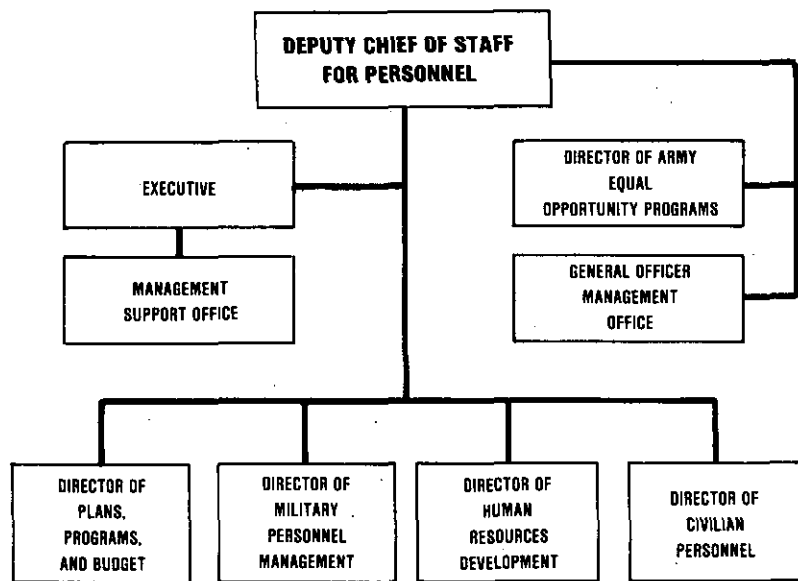 DEPUTY CHIEF OF STAFF
FOR PERSONNEL
EXECUTIVE
DIRECTOR OF ARMY
EQUAL
OPPORTUNITY PROGRAMS
MANAGEMENT
SUPPORT OFFICE
GENERAL OFFICER
MANAGEMENT
OFFICE
DIRECTOR OF
PLANS,
PROGRAMS,
AND BUDGET
DIRECTOR OF
MILITARY
PERSONNEL
MANAGEMENT
DIRECTOR OF
HUMAN
RESOURCES
DEVELOPMENT
DIRECTOR OF
CIVILIAN
PERSONNEL